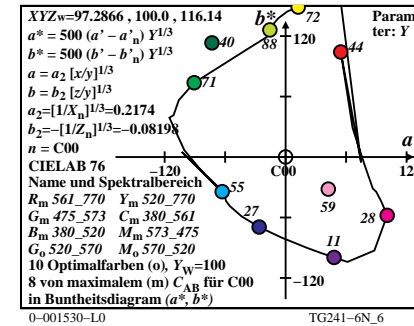 XYZw=97.2866, 100.0, 116.14
a* = 500 (a' - a'n) Y1/3
b* = 500 (b' - b'n) Y1/3
a = a2 [x/y]1/3
b = b2 [z/y]1/3
a2=[1/Xn]1/3=0.2174
b2=-[1/Zn]1/3=-0.08198
n = C00
CIELAB 76
Name und Spektralbereich
Rm 561_770 Ym 520_770
Gm 475_573 Cm 380_561
Bm 380_520 Mm 573_475
Go 520_570 Mo 570_520
10 Optimalfarben (o), YW=100
8 von maximalem (m) CAB für C00
in Buntheitsdiagram (a*, b*)
b*
120
Param
ter: Y
72
88
40
44
71
a
−120
C00
120
55
59
27
28
11
−120
0−001530−L0
TG241−6N_6